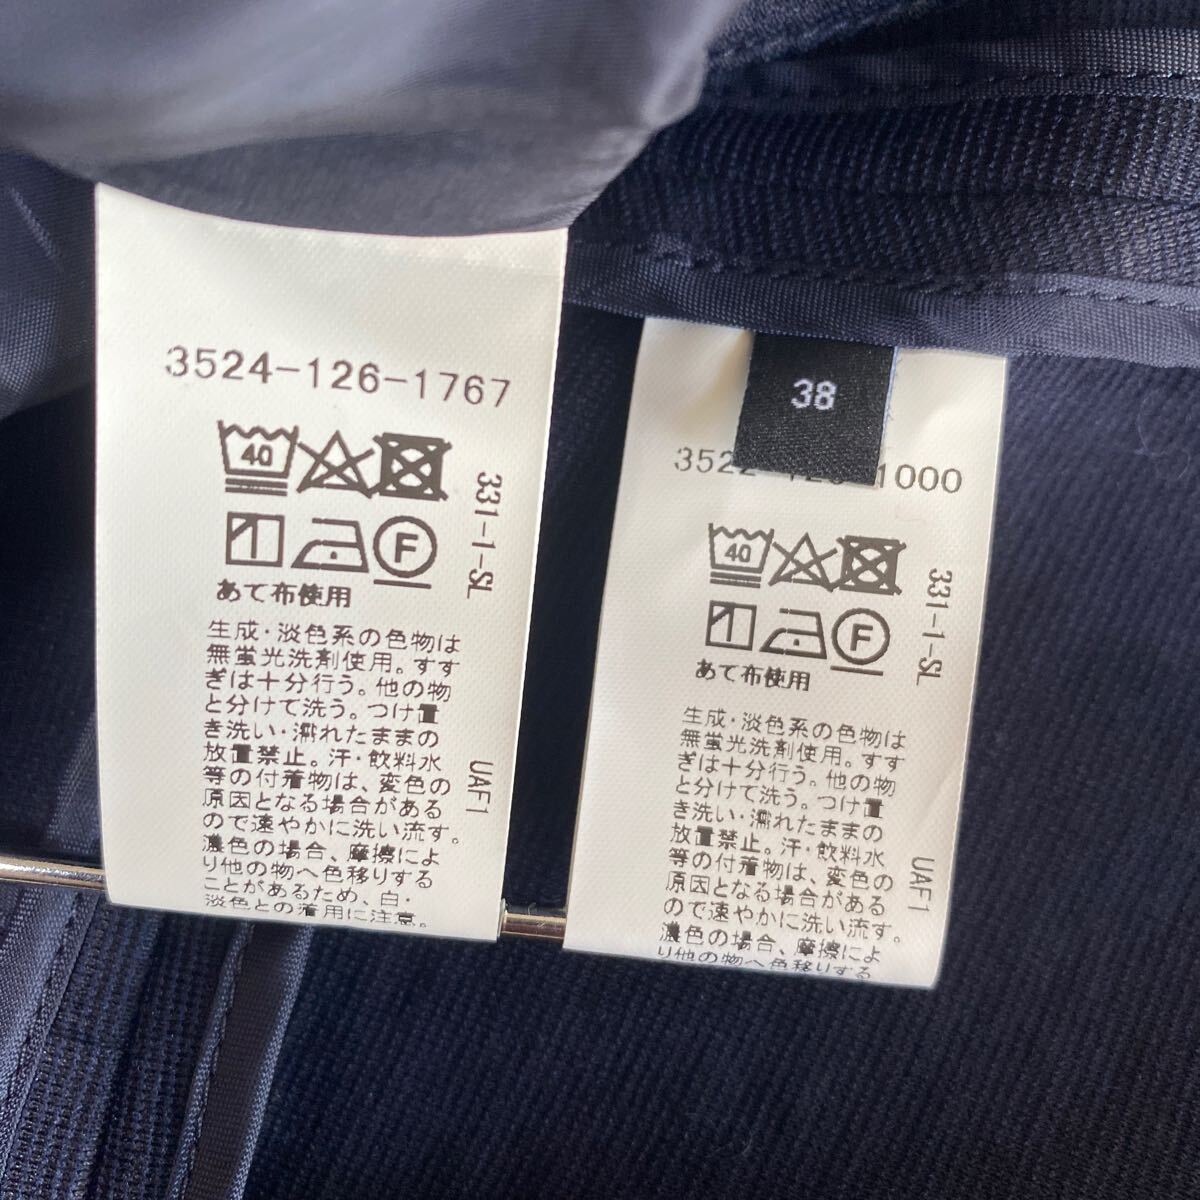 3524-126-1767
40
F
331-1-SL
あて布使用
生成・淡色系の色物は
無蛍光洗剤使用。すす
ぎは十分行う。他の物
と分けて洗う。つけ置
き洗い・濡れたままの
放置禁止。汗・飲料水
等の付着物は、変色の
原因となる場合がある
ので速やかに洗い流す。
濃色の場合、摩擦によ
り他の物へ色移りする
ことがあるため、白・
淡色との着用に注意。
UAF1
38
1000
40
F
331-1-SL
あて布使用
生成・淡色系の色物は
無蛍光洗剤使用。すす
ぎは十分行う。他の物
と分けて洗う。つけ置
き洗い・濡れたままの
放置禁止。汗・飲料水
等の付着物は、変色の
原因となる場合がある
ので速やかに洗い流す。
濃色の場合、摩擦によ
り他の物へ色移りする
UAF1